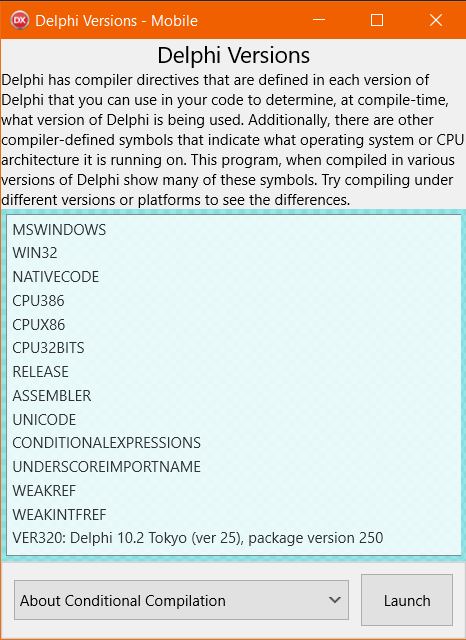 DX Delphi Versions - Mobile
Delphi Versions
Delphi has compiler directives that are defined in each version of
Delphi that you can use in your code to determine, at compile-time,
what version of Delphi is being used. Additionally, there are other
compiler-defined symbols that indicate what operating system or CPU
architecture it is running on. This program, when compiled in various
versions of Delphi show many of these symbols. Try compiling under
different versions or platforms to see the differences.
MSWINDOWS
WIN32
NATIVECODE
CPU386
CPUX86
CPU32BITS
RELEASE
ASSEMBLER
UNICODE
CONDITIONALEXPRESSIONS
UNDERSCOREIMPORTNAME
WEAKREF
WEAKINTFREF
VER320: Delphi 10.2 Tokyo (ver 25), package version 250
About Conditional Compilation
Launch